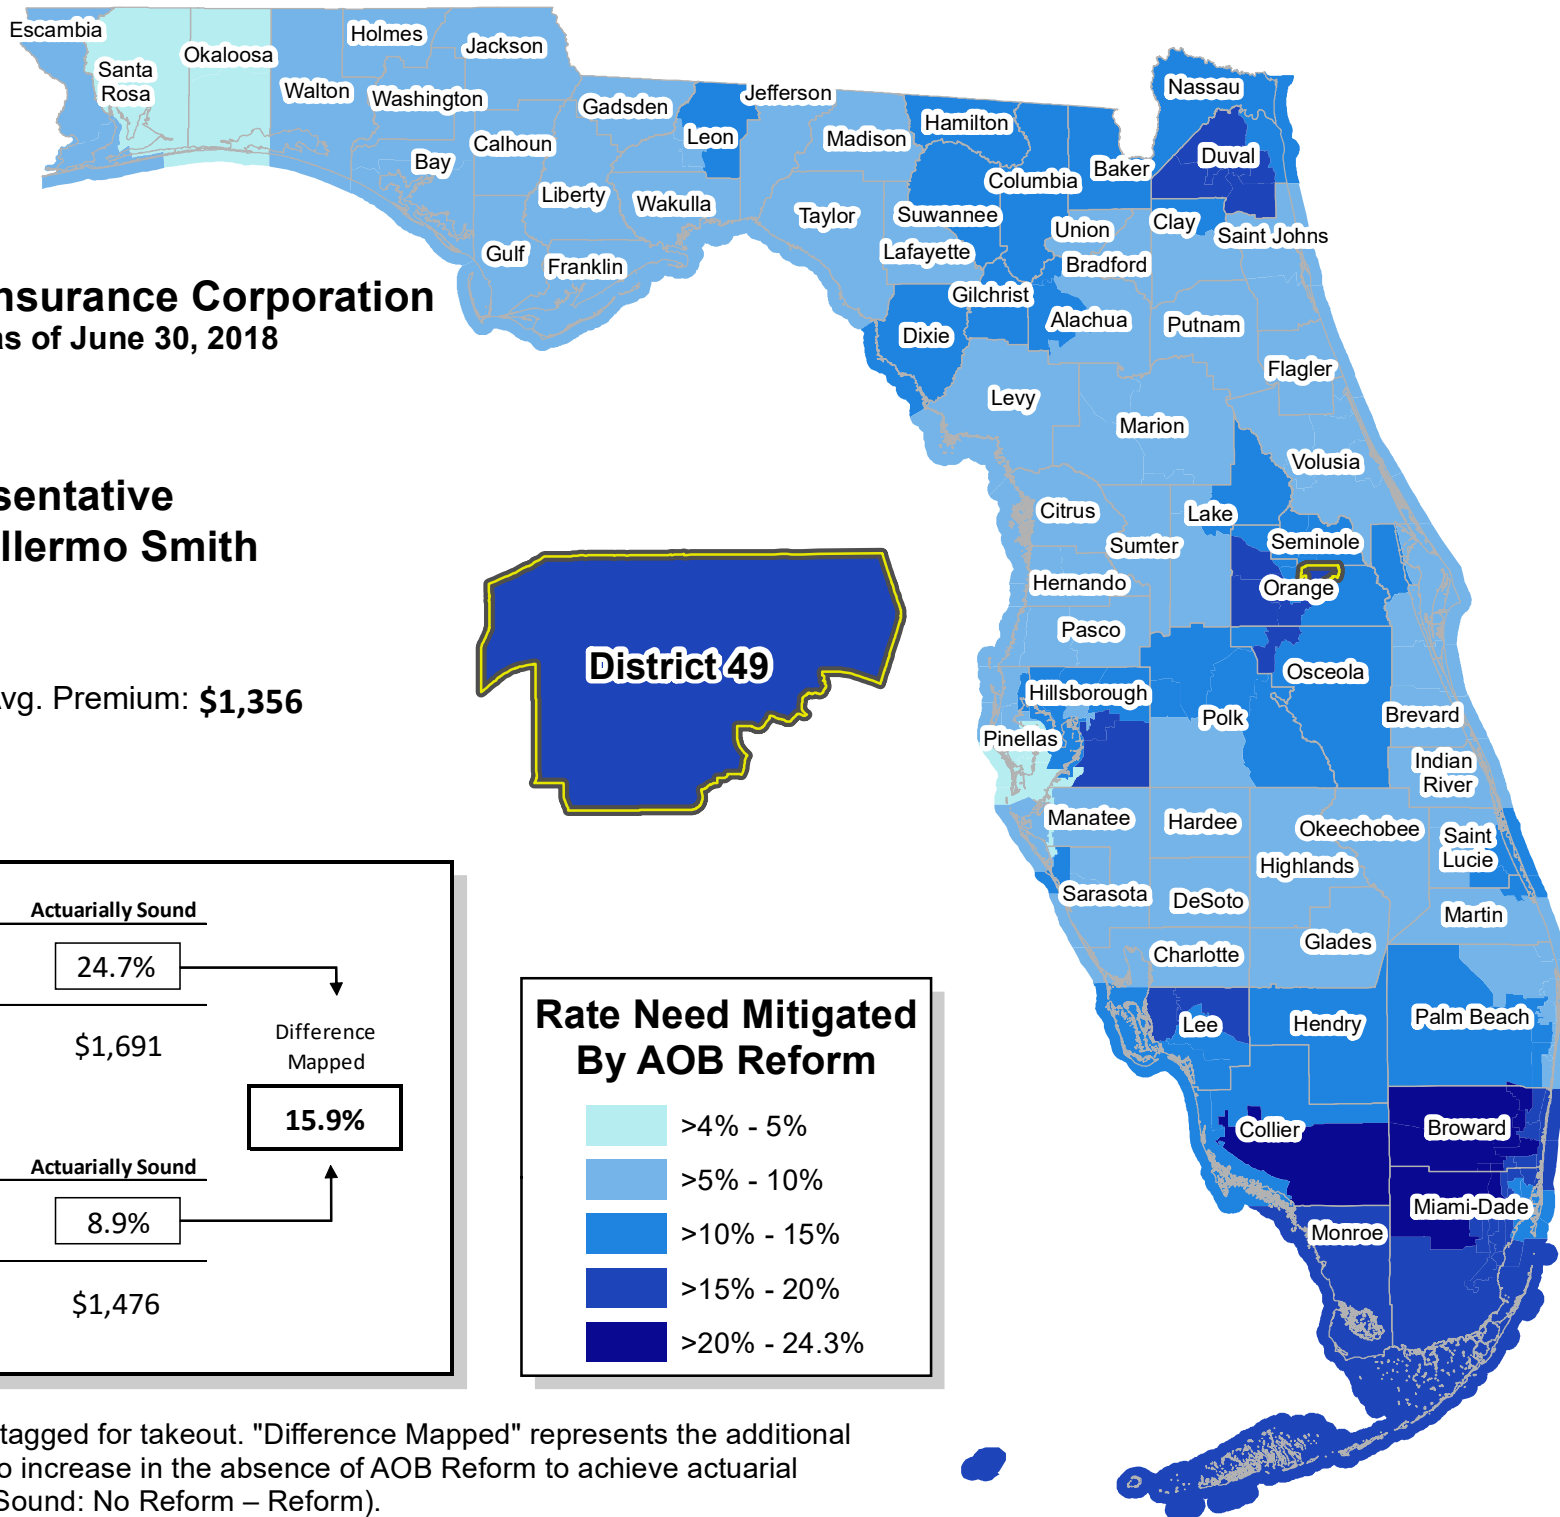 Escambia
Santa
Rosa
Okaloosa
Holmes
Jackson
Walton
Washington
Bay
Calhoun
Gadsden
Leon
Jefferson
Liberty
Wakulla
Gulf
Franklin
Madison
Taylor
Hamilton
Suwannee
Lafayette
Columbia
Baker
Nassau
Duval
Union
Clay
Saint Johns
Bradford
Gilchrist
Dixie
Alachua
Putnam
Flagler
Levy
Marion
Volusia
Citrus
Lake
Sumter
Seminole
Hernando
Orange
Pasco
Osceola
Hillsborough
Polk
Brevard
Pinellas
Indian
River
Manatee
Hardee
Okeechobee
Saint
Lucie
Highlands
Sarasota
DeSoto
Martin
Charlotte
Glades
Lee
Hendry
Palm Beach
Collier
Broward
Miami-Dade
Monroe
nsurance Corporation
as of June 30, 2018
sentative
llermo Smith
vg. Premium: $1,356
District 49
Actuarially Sound
24.7%
$1,691
Difference
Mapped
15.9%
Actuarially Sound
8.9%
$1,476
Rate Need Mitigated
By AOB Reform
>4% - 5%
>5% - 10%
>10% - 15%
>15% - 20%
>20% - 24.3%
tagged for takeout. "Difference Mapped" represents the additional
o increase in the absence of AOB Reform to achieve actuarial
Sound: No Reform – Reform).